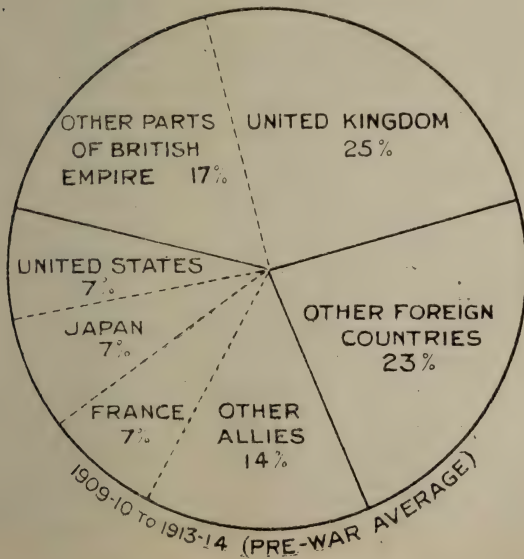 OTHER PARTS
OF BRITISH
EMPIRE 17%
UNITED KINGDOM
25%
UNITED STATES
7%
JAPAN
7%
FRANCE
7%
OTHER
ALLIES
14%
OTHER FOREIGN
COUNTRIES
23%
1909-10 TO 1913-14 (PRE-WAR AVERAGE)